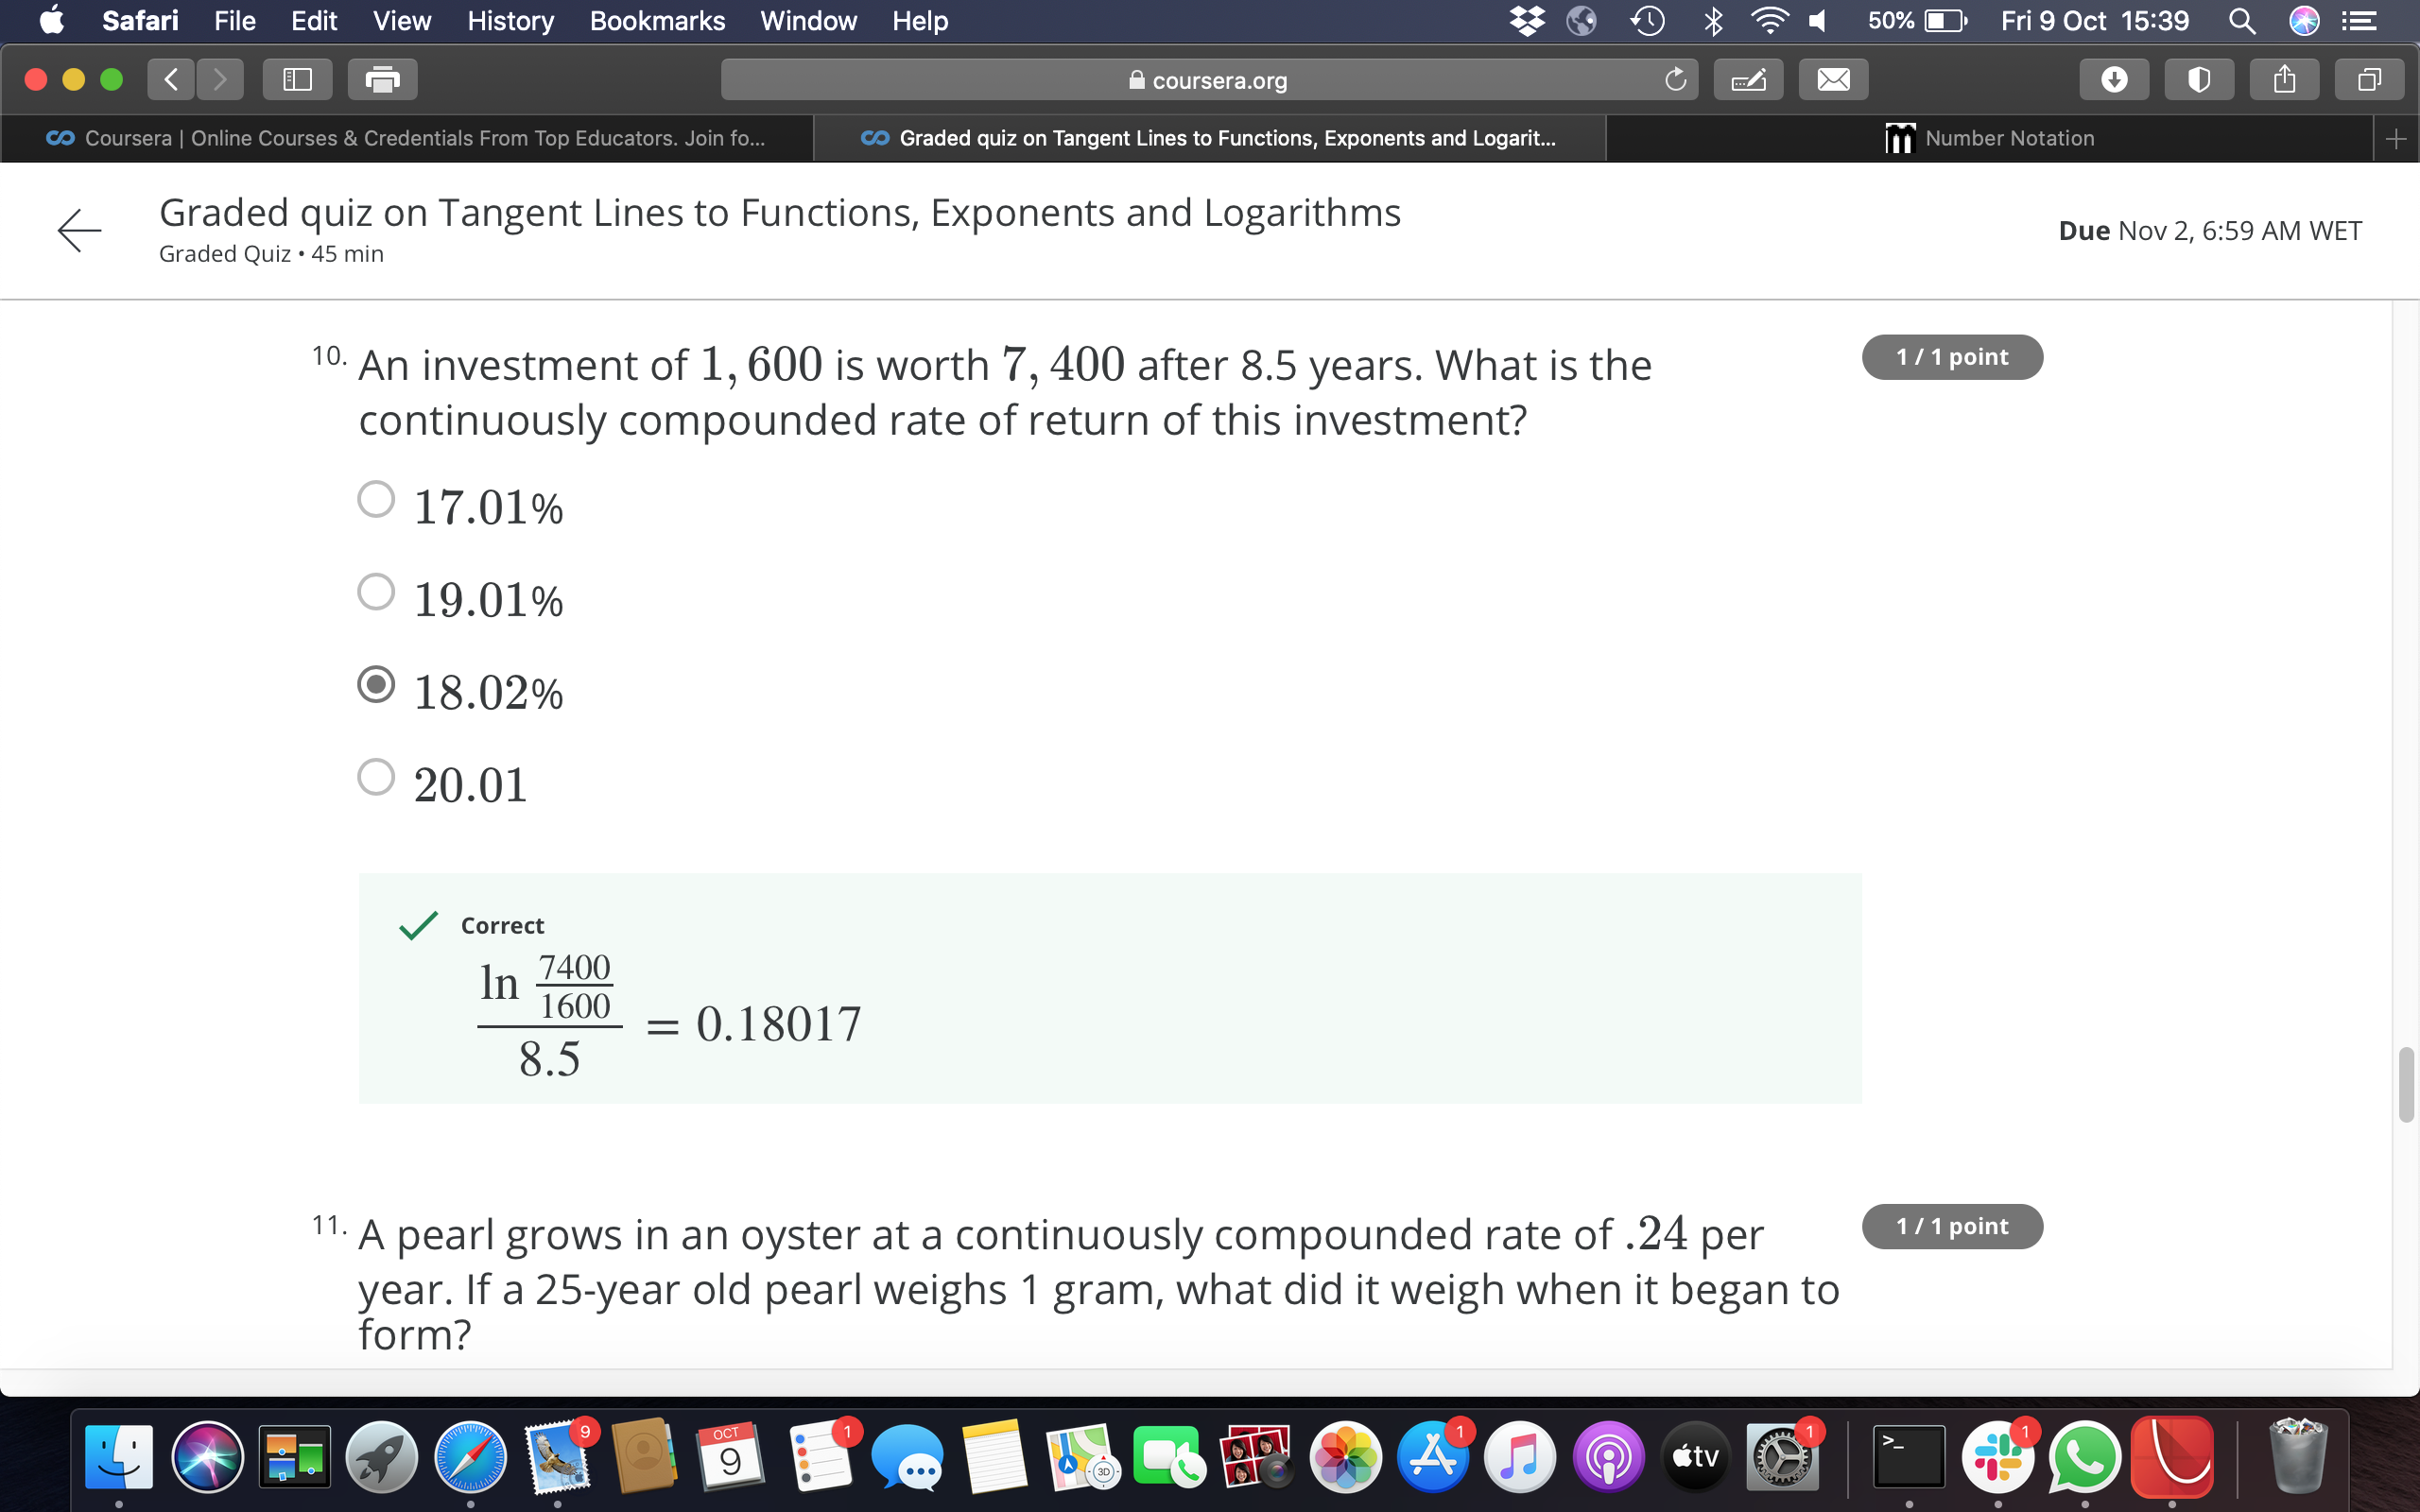 Safari File Edit View History Bookmarks Window Help 50% Fri 9 Oct 15:39
coursera.org
Coursera | Online Courses & Credentials From Top Educators. Join fo... Graded quiz on Tangent Lines to Functions, Exponents and Logarit... Number Notation
Graded quiz on Tangent Lines to Functions, Exponents and Logarithms
Graded Quiz • 45 min
Due Nov 2, 6:59 AM WET
10. An investment of 1,600 is worth 7,400 after 8.5 years. What is the
continuously compounded rate of return of this investment?
1 / 1 point
17.01%
19.01%
18.02%
20.01
Correct
ln 7400/1600 / 8.5 = 0.18017
11. A pearl grows in an oyster at a continuously compounded rate of .24 per
year. If a 25-year old pearl weighs 1 gram, what did it weigh when it began to
form?
1 / 1 point
9 OCT 9 1 3D 1 tv 1 >_ 1